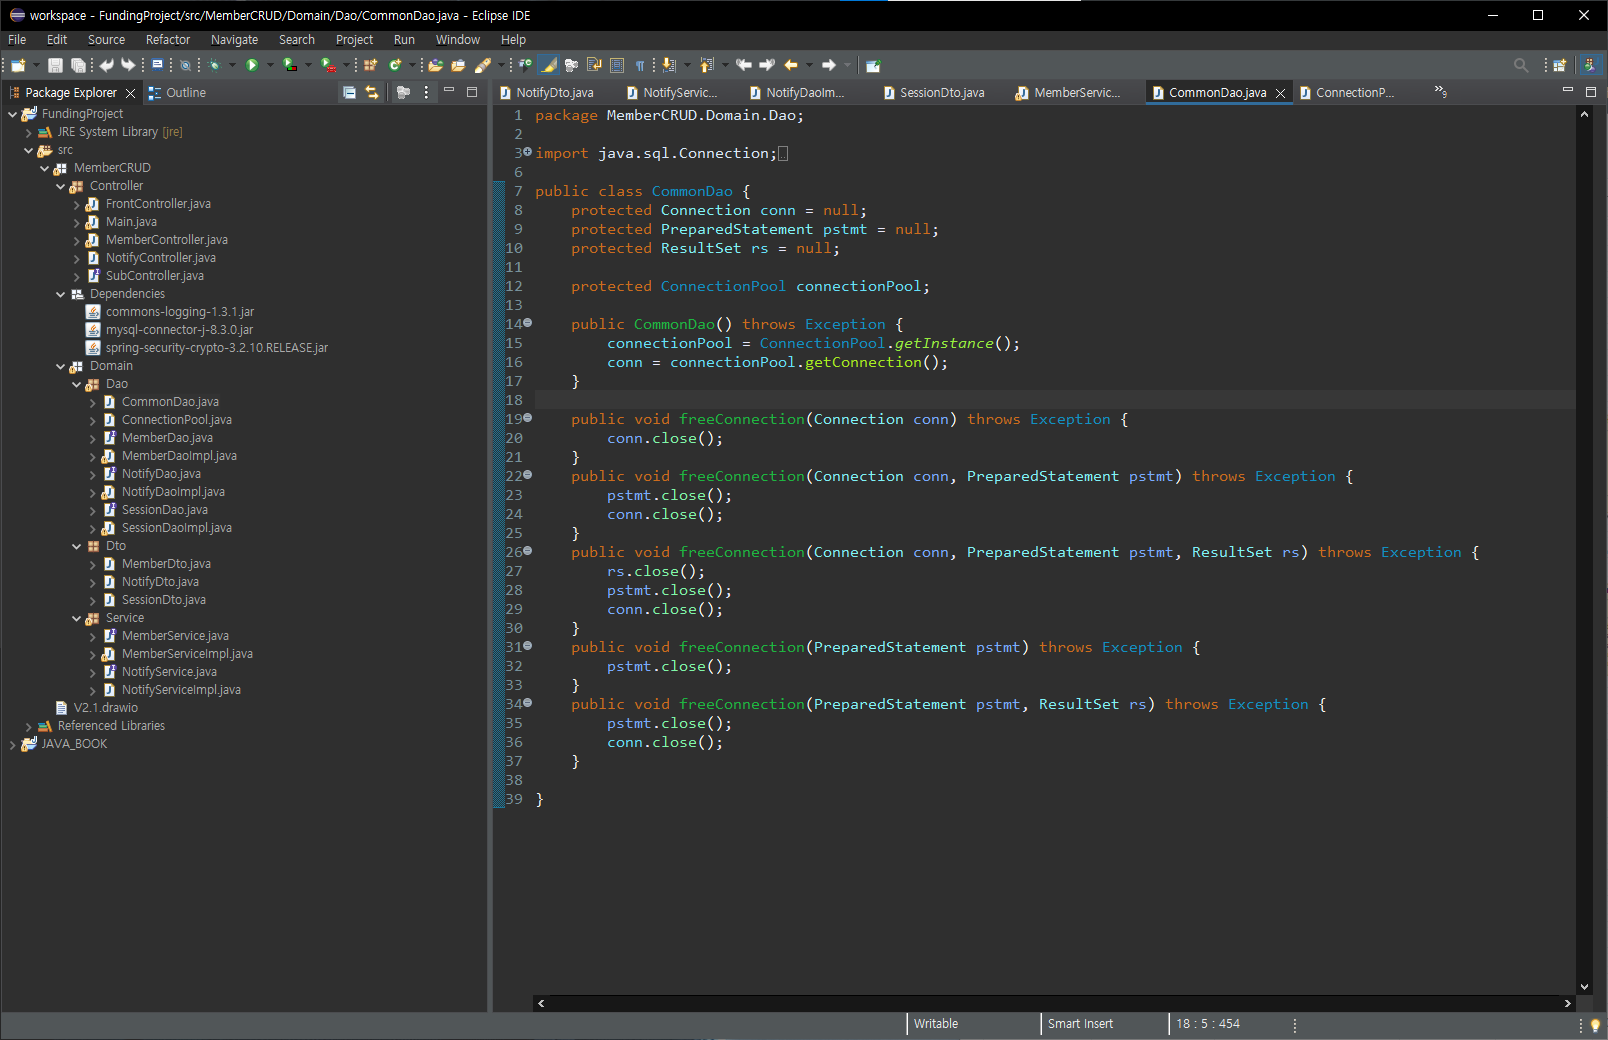 workspace - FundingProject/src/MemberCRUD/Domain/Dao/CommonDao.java - Eclipse IDE
File Edit Source Refactor Navigate Search Project Run Window Help
Package Explorer Outline
FundingProject
JRE System Library [jre]
src
MemberCRUD
Controller
FrontController.java
Main.java
MemberController.java
NotifyController.java
SubController.java
Dependencies
commons-logging-1.3.1.jar
mysql-connector-j-8.3.0.jar
spring-security-crypto-3.2.10.RELEASE.jar
Domain
Dao
CommonDao.java
ConnectionPool.java
MemberDao.java
MemberDaoImpl.java
NotifyDao.java
NotifyDaoImpl.java
SessionDao.java
SessionDaoImpl.java
Dto
MemberDto.java
NotifyDto.java
SessionDto.java
Service
MemberService.java
MemberServiceImpl.java
NotifyService.java
NotifyServiceImpl.java
V2.1.drawio
Referenced Libraries
JAVA_BOOK
NotifyDto.java NotifyServic... NotifyDaoIm... SessionDto.java MemberServic... CommonDao.java ConnectionP... »9
1 package MemberCRUD.Domain.Dao;
2
3 import java.sql.Connection;
6
7 public class CommonDao {
8 protected Connection conn = null;
9 protected PreparedStatement pstmt = null;
10 protected ResultSet rs = null;
11
12 protected ConnectionPool connectionPool;
13
14 public CommonDao() throws Exception {
15 connectionPool = ConnectionPool.getInstance();
16 conn = connectionPool.getConnection();
17 }
18
19 public void freeConnection(Connection conn) throws Exception {
20 conn.close();
21 }
22 public void freeConnection(Connection conn, PreparedStatement pstmt) throws Exception {
23 pstmt.close();
24 conn.close();
25 }
26 public void freeConnection(Connection conn, PreparedStatement pstmt, ResultSet rs) throws Exception {
27 rs.close();
28 pstmt.close();
29 conn.close();
30 }
31 public void freeConnection(PreparedStatement pstmt) throws Exception {
32 pstmt.close();
33 }
34 public void freeConnection(PreparedStatement pstmt, ResultSet rs) throws Exception {
35 pstmt.close();
36 conn.close();
37 }
38
39 }
Writable Smart Insert 18 : 5 : 454